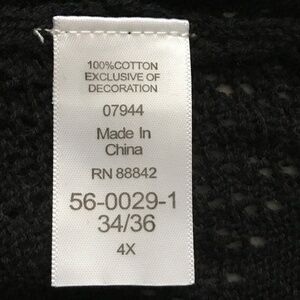 100%COTTON
EXCLUSIVE OF
DECORATION
07944
Made In
China
RN 88842
56-0029-1
34/36
4X